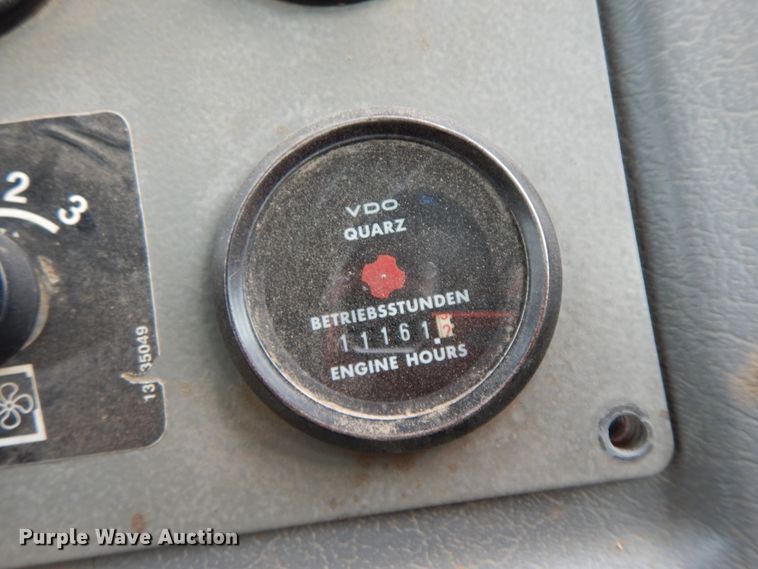 2
3
13 35049
VDO
QUARZ
BETRIEBSSTUNDEN
11161.
ENGINE HOURS
Purple Wave Auction